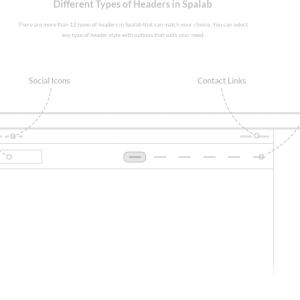 Different Types of Headers in Spalab
There are more than 12 types of headers in Spalab that can match your choice. You can select
any type of header style with options that suits your need.
Social Icons
Contact Links